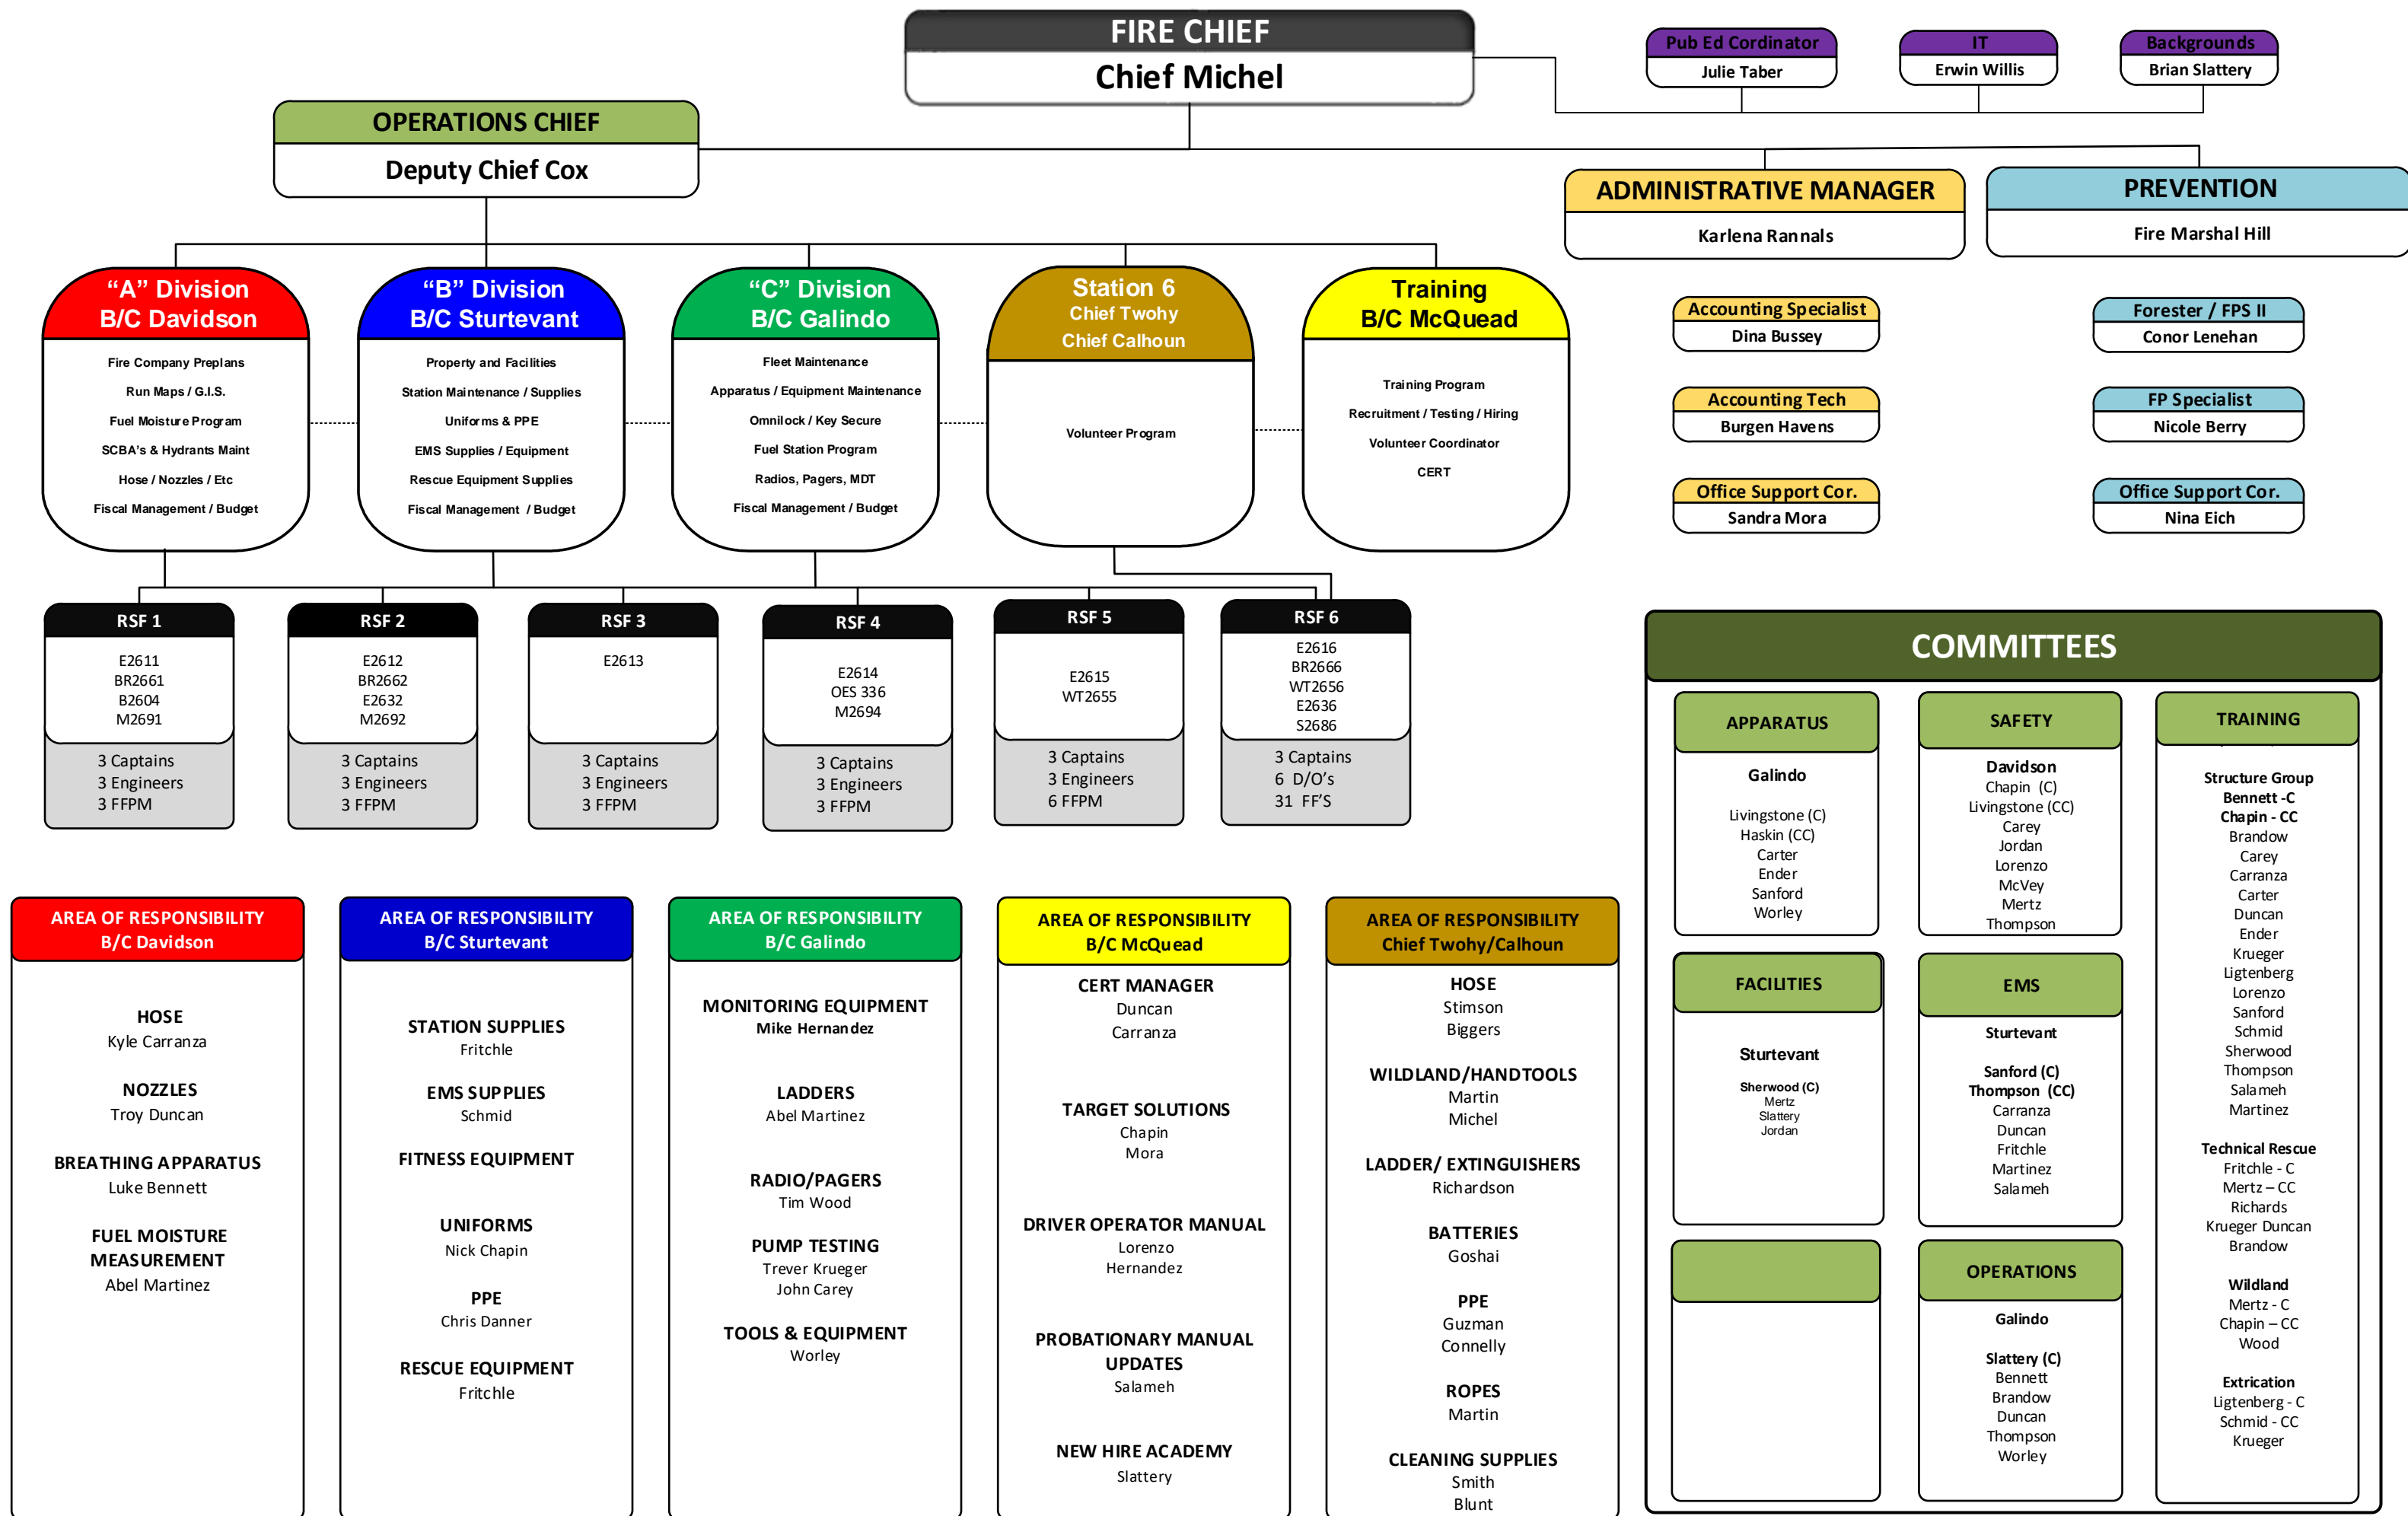 FIRE CHIEF
Chief Michel
Pub Ed Cordinator
Julie Taber
IT
Erwin Willis
Backgrounds
Brian Slattery
OPERATIONS CHIEF
Deputy Chief Cox
ADMINISTRATIVE MANAGER
Karlena Rannals
PREVENTION
Fire Marshal Hill
“A” Division
B/C Davidson
Fire Company Preplans
Run Maps / G.I.S.
Fuel Moisture Program
SCBA’s & Hydrants Maint
Hose / Nozzles / Etc
Fiscal Management / Budget
“B” Division
B/C Sturtevant
Property and Facilities
Station Maintenance / Supplies
Uniforms & PPE
EMS Supplies / Equipment
Rescue Equipment Supplies
Fiscal Management / Budget
“C” Division
B/C Galindo
Fleet Maintenance
Apparatus / Equipment Maintenance
Omnilock / Key Secure
Fuel Station Program
Radios, Pagers, MDT
Fiscal Management / Budget
Station 6
Chief Twohy
Chief Calhoun
Volunteer Program
Training
B/C McQuead
Training Program
Recruitment / Testing / Hiring
Volunteer Coordinator
CERT
Accounting Specialist
Dina Bussey
Accounting Tech
Burgen Havens
Office Support Cor.
Sandra Mora
Forester / FPS II
Conor Lenehan
FP Specialist
Nicole Berry
Office Support Cor.
Nina Eich
RSF 1
E2611
BR2661
B2604
M2691
3 Captains
3 Engineers
3 FFPM
RSF 2
E2612
BR2662
E2632
M2692
3 Captains
3 Engineers
3 FFPM
RSF 3
E2613
3 Captains
3 Engineers
3 FFPM
RSF 4
E2614
OES 336
M2694
3 Captains
3 Engineers
3 FFPM
RSF 5
E2615
WT2655
3 Captains
3 Engineers
6 FFPM
RSF 6
E2616
BR2666
WT2656
E2636
S2686
3 Captains
6 D/O’s
31 FF’S
AREA OF RESPONSIBILITY
B/C Davidson
HOSE
Kyle Carranza
NOZZLES
Troy Duncan
BREATHING APPARATUS
Luke Bennett
FUEL MOISTURE
MEASUREMENT
Abel Martinez
AREA OF RESPONSIBILITY
B/C Sturtevant
STATION SUPPLIES
Fritchle
EMS SUPPLIES
Schmid
FITNESS EQUIPMENT
UNIFORMS
Nick Chapin
PPE
Chris Danner
RESCUE EQUIPMENT
Fritchle
AREA OF RESPONSIBILITY
B/C Galindo
MONITORING EQUIPMENT
Mike Hernandez
LADDERS
Abel Martinez
RADIO/PAGERS
Tim Wood
PUMP TESTING
Trever Krueger
John Carey
TOOLS & EQUIPMENT
Worley
AREA OF RESPONSIBILITY
B/C McQuead
CERT MANAGER
Duncan
Carranza
TARGET SOLUTIONS
Chapin
Mora
DRIVER OPERATOR MANUAL
Lorenzo
Hernandez
PROBATIONARY MANUAL
UPDATES
Salameh
NEW HIRE ACADEMY
Slattery
AREA OF RESPONSIBILITY
Chief Twohy/Calhoun
HOSE
Stimson
Biggers
WILDLAND/HANDTOOLS
Martin
Michel
LADDER/ EXTINGUISHERS
Richardson
BATTERIES
Goshai
PPE
Guzman
Connelly
ROPES
Martin
CLEANING SUPPLIES
Smith
Blunt
COMMITTEES
APPARATUS
Galindo
Livingstone (C)
Haskin (CC)
Carter
Ender
Sanford
Worley
SAFETY
Davidson
Chapin (C)
Livingstone (CC)
Carey
Jordan
Lorenzo
McVey
Mertz
Thompson
TRAINING
Structure Group
Bennett -C
Chapin - CC
Brandow
Carey
Carranza
Carter
Duncan
Ender
Krueger
Ligtenberg
Lorenzo
Sanford
Schmid
Sherwood
Thompson
Salameh
Martinez
Technical Rescue
Fritchle - C
Mertz – CC
Richards
Krueger Duncan
Brandow
Wildland
Mertz - C
Chapin – CC
Wood
Extrication
Ligtenberg - C
Schmid - CC
Krueger
FACILITIES
Sturtevant
Sherwood (C)
Mertz
Slattery
Jordan
EMS
Sturtevant
Sanford (C)
Thompson (CC)
Carranza
Duncan
Fritchle
Martinez
Salameh
OPERATIONS
Galindo
Slattery (C)
Bennett
Brandow
Duncan
Thompson
Worley